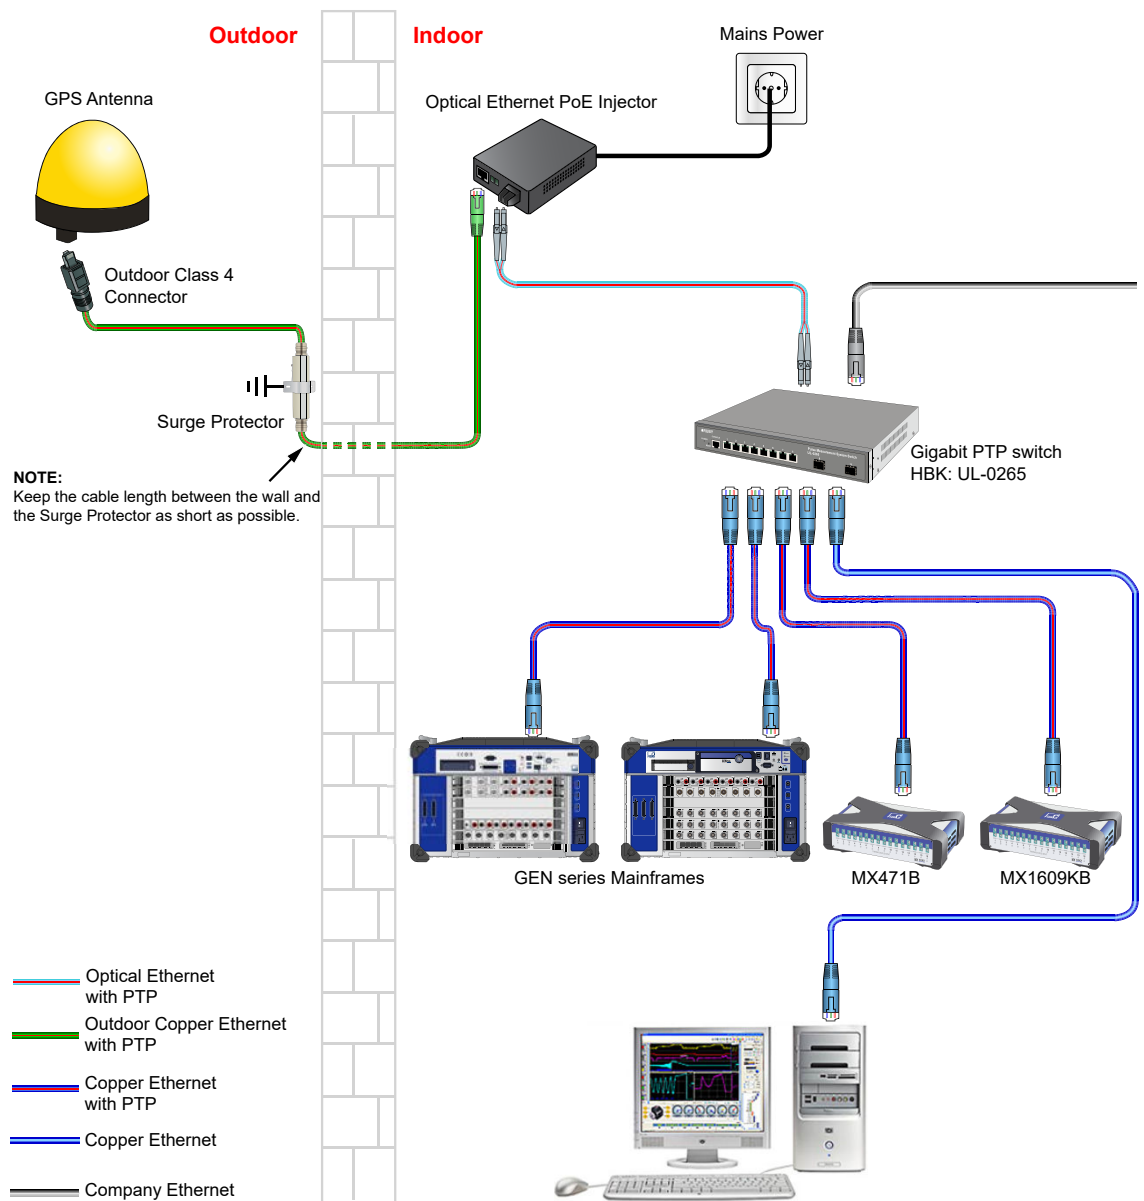 Outdoor
Indoor
Mains Power
GPS Antenna
Optical Ethernet PoE Injector
Outdoor Class 4
Connector
Surge Protector
NOTE:
Keep the cable length between the wall and
the Surge Protector as short as possible.
Gigabit PTP switch
HBK: UL-0265
GEN series Mainframes
MX471B
MX1609KB
Optical Ethernet
with PTP
Outdoor Copper Ethernet
with PTP
Copper Ethernet
with PTP
Copper Ethernet
Company Ethernet